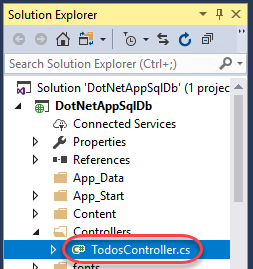 Solution Explorer
Search Solution Explorer (Ctrl+;)
Solution 'DotNetAppSqlDb' (1 projec
DotNetAppSqlDb
Connected Services
Properties
References
App_Data
App_Start
Content
Controllers
TodosController.cs
fonts